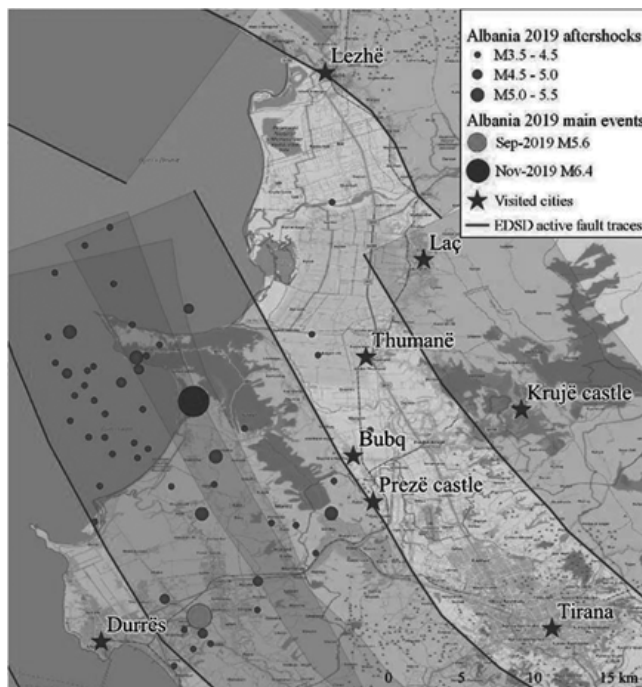 Albania 2019 aftershocks
M3.5 - 4.5
M4.5 - 5.0
M5.0 - 5.5
Albania 2019 main events
Sep-2019 M5.6
Nov-2019 M6.4
Visited cities
EDSD active fault traces
Lezhë
Laç
Thumanë
Krujë castle
Bubq
Prezë castle
Durrës
Tirana
0 5 10 15 km